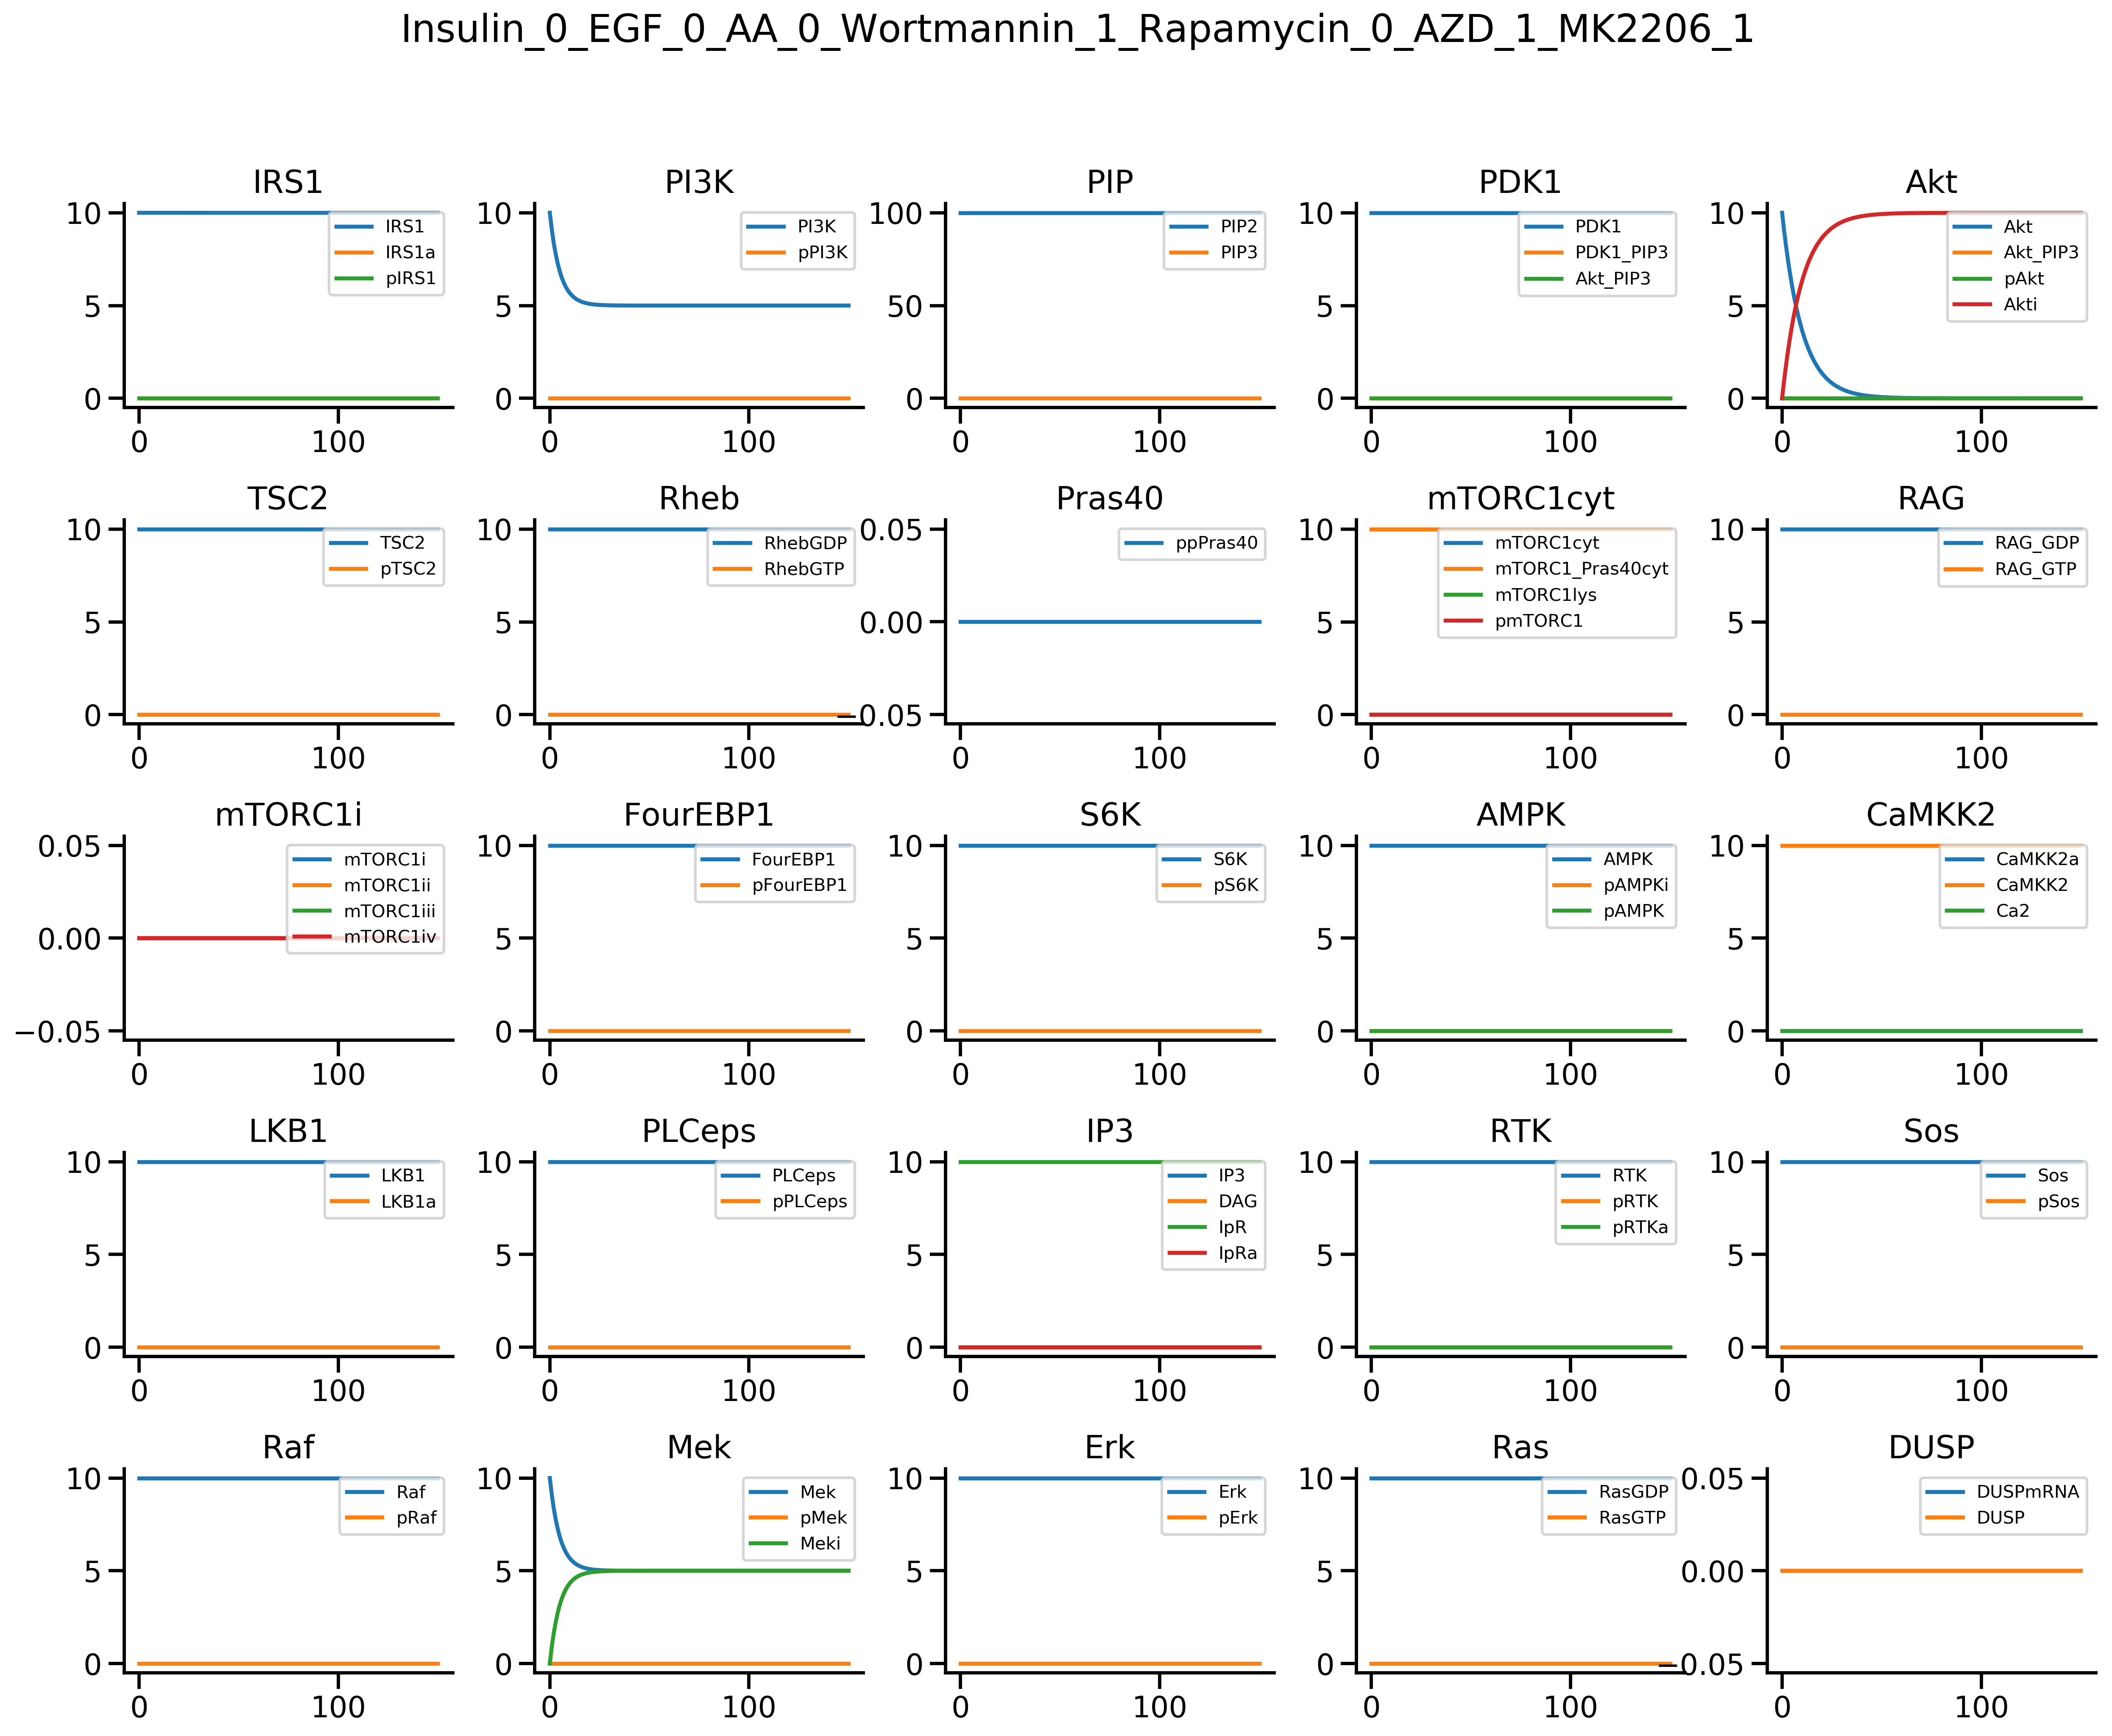 Insulin_0_EGF_0_AA_0_Wortmannin_1_Rapamycin_0_AZD_1_MK2206_1
IRS1
10
5
0
0
100
IRS1
IRS1a
pIRS1
PI3K
10
5
0
0
100
PI3K
pPI3K
PIP
100
50
0
0
100
PIP2
PIP3
PDK1
10
5
0
0
100
PDK1
PDK1_PIP3
Akt_PIP3
Akt
10
5
0
0
100
Akt
Akt_PIP3
pAkt
Akti
TSC2
10
5
0
0
100
TSC2
pTSC2
Rheb
10
5
0
0
100
RhebGDP
RhebGTP
Pras40
0.05
0.00
−0.05
0
100
ppPras40
mTORC1cyt
10
5
0
0
100
mTORC1cyt
mTORC1_Pras40cyt
mTORC1lys
pmTORC1
RAG
10
5
0
0
100
RAG_GDP
RAG_GTP
mTORC1i
0.05
0.00
−0.05
0
100
mTORC1i
mTORC1ii
mTORC1iii
mTORC1iv
FourEBP1
10
5
0
0
100
FourEBP1
pFourEBP1
S6K
10
5
0
0
100
S6K
pS6K
AMPK
10
5
0
0
100
AMPK
pAMPKi
pAMPK
CaMKK2
10
5
0
0
100
CaMKK2a
CaMKK2
Ca2
LKB1
10
5
0
0
100
LKB1
LKB1a
PLCeps
10
5
0
0
100
PLCeps
pPLCeps
IP3
10
5
0
0
100
IP3
DAG
IpR
IpRa
RTK
10
5
0
0
100
RTK
pRTK
pRTKa
Sos
10
5
0
0
100
Sos
pSos
Raf
10
5
0
0
100
Raf
pRaf
Mek
10
5
0
0
100
Mek
pMek
Meki
Erk
10
5
0
0
100
Erk
pErk
Ras
10
5
0
0
100
RasGDP
RasGTP
DUSP
0.05
0.00
−0.05
0
100
DUSPmRNA
DUSP